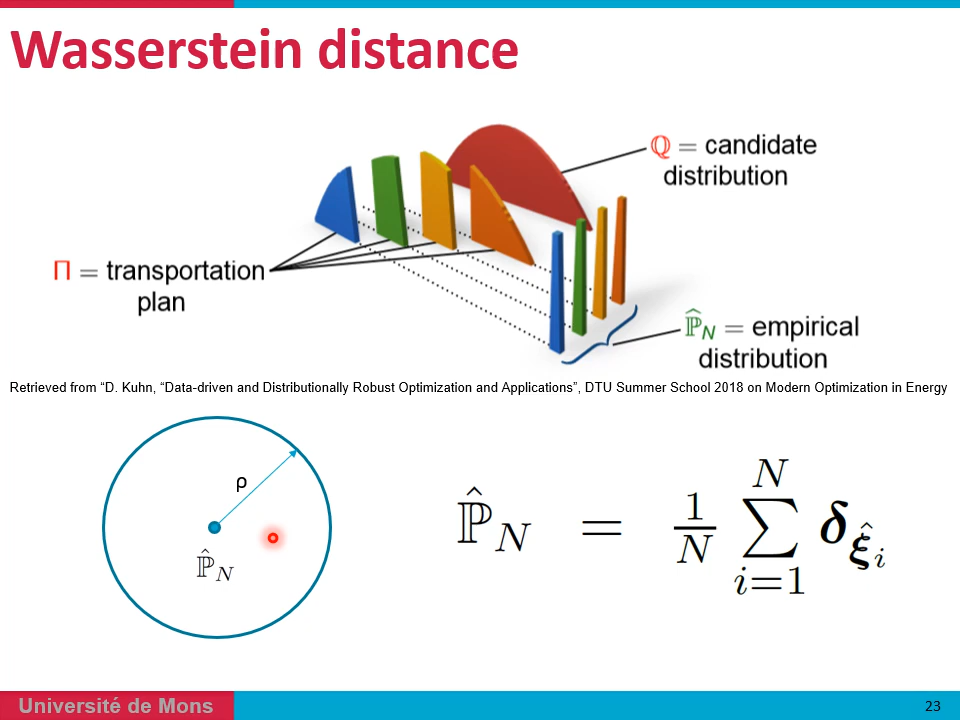 Wasserstein distance
ℚ = candidate
distribution
Π = transportation
plan
ℙ̂_N = empirical
distribution
Retrieved from “D. Kuhn, “Data-driven and Distributionally Robust Optimization and Applications”, DTU Summer School 2018 on Modern Optimization in Energy
ρ
ℙ̂_N
ℙ̂_N = 1/N ∑_{i=1}^{N} δ_{ξ̂_i}
Université de Mons
23